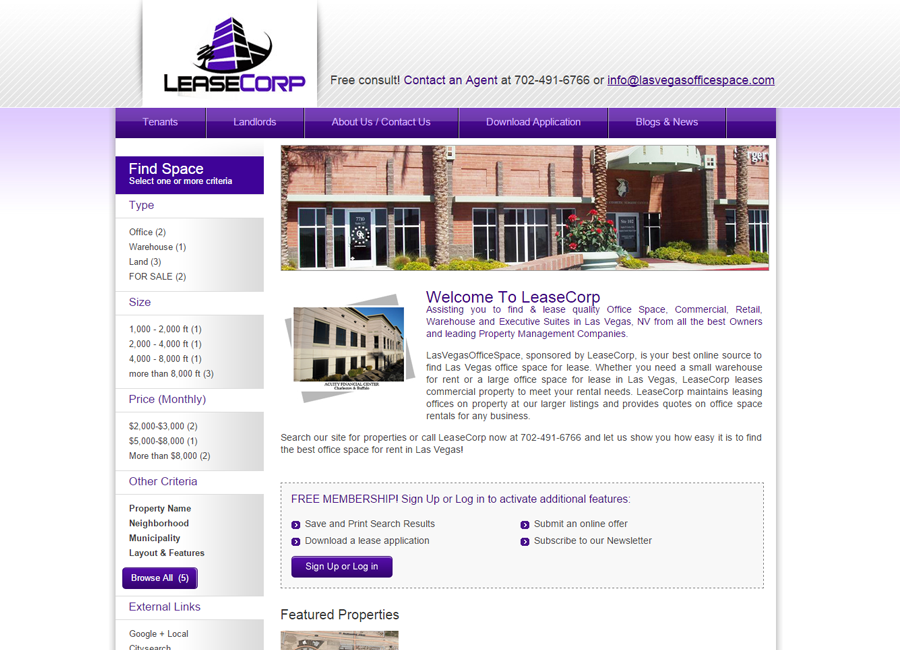 LEASECORP
Free consult! Contact an Agent at 702-491-6766 or info@lasvegasofficespace.com
Tenants
Landlords
About Us / Contact Us
Download Application
Blogs & News
Find Space
Select one or more criteria
Type
Office (2)
Warehouse (1)
Land (3)
FOR SALE (2)
Size
1,000 - 2,000 ft (1)
2,000 - 4,000 ft (1)
4,000 - 8,000 ft (1)
more than 8,000 ft (3)
Price (Monthly)
$2,000-$3,000 (2)
$5,000-$8,000 (1)
More than $8,000 (2)
Other Criteria
Property Name
Neighborhood
Municipality
Layout & Features
Browse All (5)
External Links
Google + Local
Citysearch
ACUITY FINANCIAL CENTER
Charleston & Buffalo
Welcome To LeaseCorp
Assisting you to find & lease quality Office Space, Commercial, Retail,
Warehouse and Executive Suites in Las Vegas, NV from all the best Owners
and leading Property Management Companies.
LasVegasOfficeSpace, sponsored by LeaseCorp, is your best online source to
find Las Vegas office space for lease. Whether you need a small warehouse
for rent or a large office space for lease in Las Vegas, LeaseCorp leases
commercial property to meet your rental needs. LeaseCorp maintains leasing
offices on property at our larger listings and provides quotes on office space
rentals for any business.
Search our site for properties or call LeaseCorp now at 702-491-6766 and let us show you how easy it is to find
the best office space for rent in Las Vegas!
FREE MEMBERSHIP! Sign Up or Log in to activate additional features:
Save and Print Search Results
Submit an online offer
Download a lease application
Subscribe to our Newsletter
Sign Up or Log in
Featured Properties